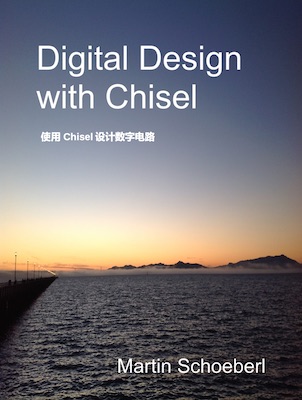 Digital Design
with Chisel
使用 Chisel 设计数字电路
Martin Schoeberl